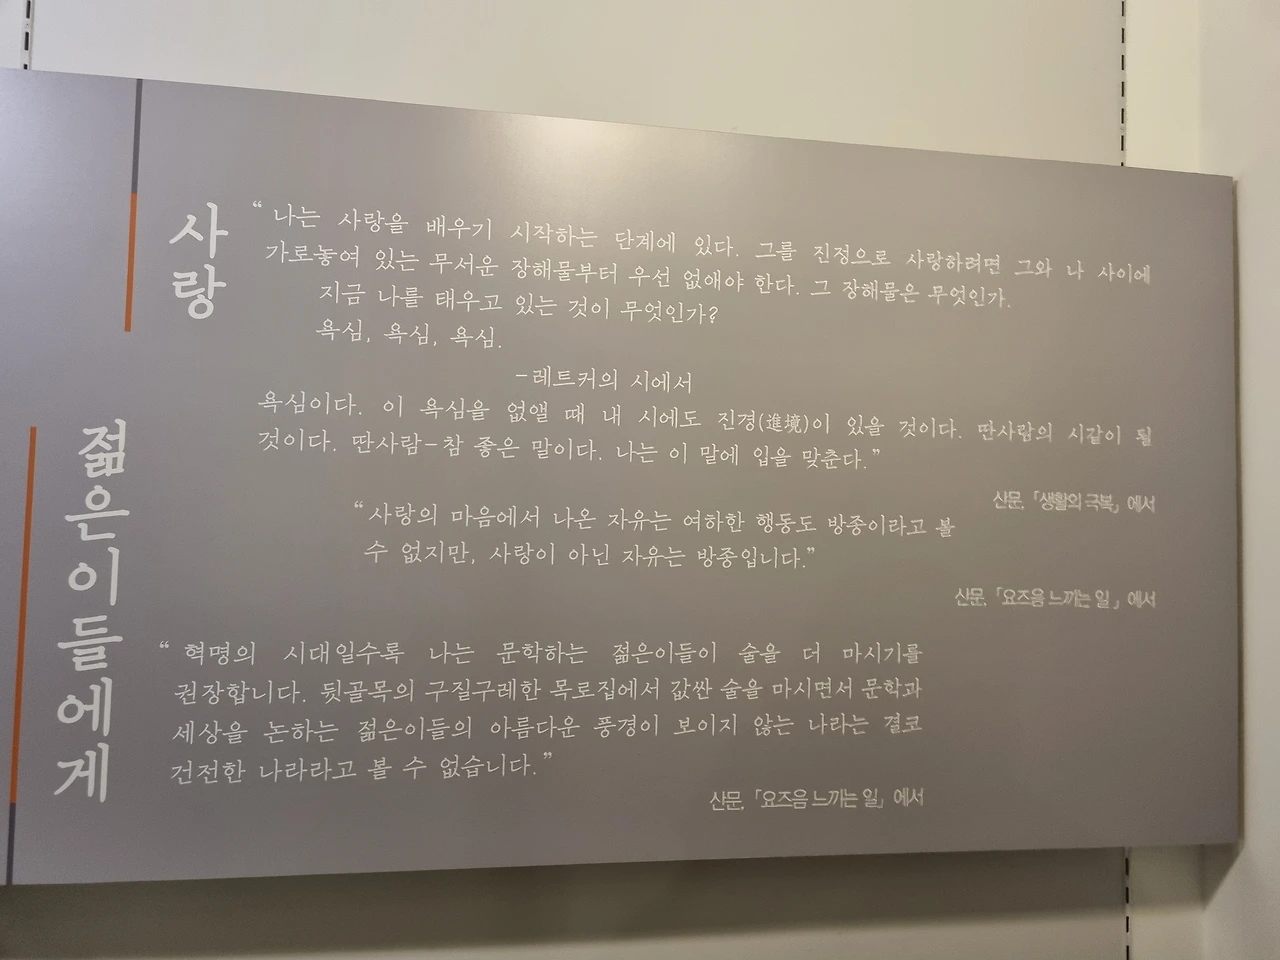 사랑
“ 나는 사랑을 배우기 시작하는 단계에 있다. 그를 진정으로 사랑하려면 그와 나 사이에
가로놓여 있는 무서운 장해물부터 우선 없애야 한다. 그 장해물은 무엇인가.
지금 나를 태우고 있는 것이 무엇인가?
욕심, 욕심, 욕심.
-레트커의 시에서
욕심이다. 이 욕심을 없앨 때 내 시에도 진경(進境)이 있을 것이다. 딴사람의 시같이 될
것이다. 딴사람-참 좋은 말이다. 나는 이 말에 입을 맞춘다.”
산문, 「생활의 극복」 에서
“ 사랑의 마음에서 나온 자유는 여하한 행동도 방종이라고 볼
수 없지만, 사랑이 아닌 자유는 방종입니다.”
산문, 「요즈음 느끼는 일 」 에서
젊은이들에게
“ 혁명의 시대일수록 나는 문학하는 젊은이들이 술을 더 마시기를
권장합니다. 뒷골목의 구질구레한 목로집에서 값싼 술을 마시면서 문학과
세상을 논하는 젊은이들의 아름다운 풍경이 보이지 않는 나라는 결코
건전한 나라라고 볼 수 없습니다.”
산문, 「요즈음 느끼는 일」 에서